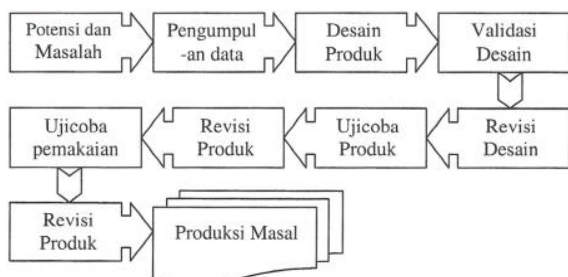 Potensi dan
Masalah
Pengumpul
-an data
Desain
Produk
Validasi
Desain
Revisi
Desain
Ujicoba
Produk
Revisi
Produk
Ujicoba
pemakaian
Revisi
Produk
Produksi Masal